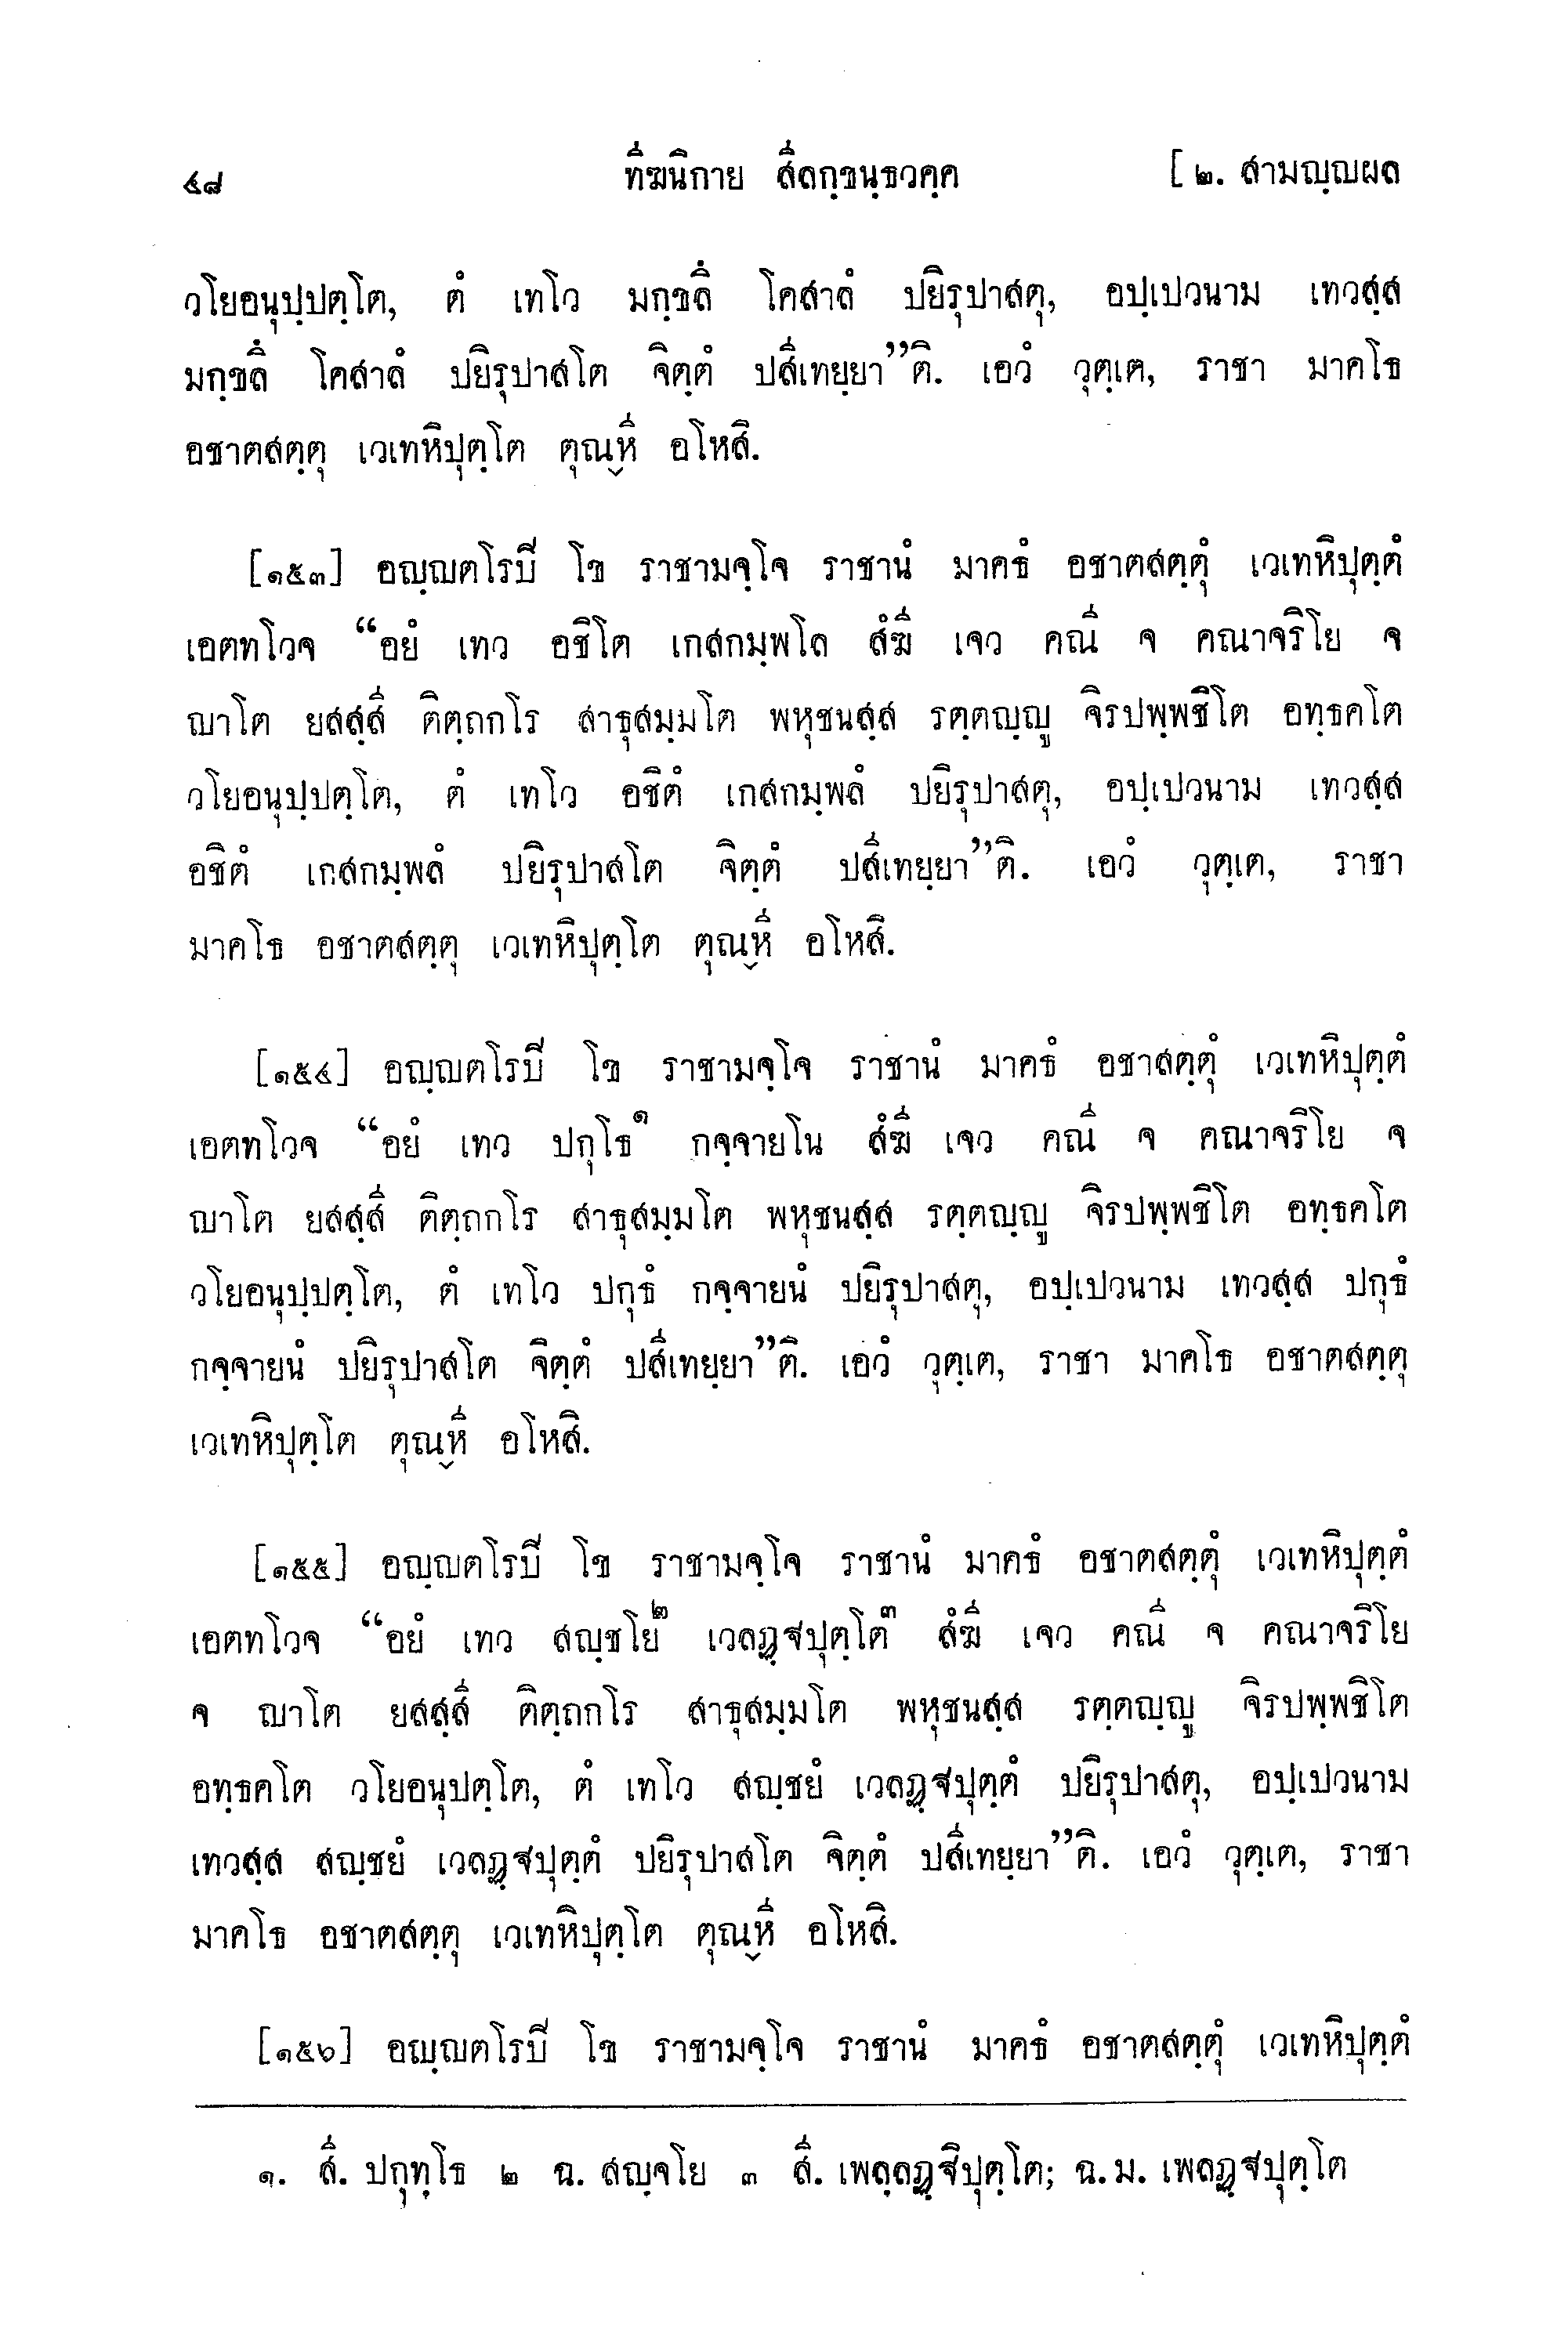 ๔๘ ทีฆนิกาย สีลกฺขนฺธวคฺค [ ๒. สามญฺญผล
วโยอนุปฺปตฺโต, ตํ เทโว มกฺขลึ โคสาลํ ปยิรุปาสตุ, อปฺเปวนาม เทวสฺส
มกฺขลึ โคสาลํ ปยิรุปาสโต จิตฺตํ ปสีเทยฺยา”ติ. เอวํ วุตฺเต, ราชา มาคโธ
อชาตสตฺตุ เวเทหิปุตฺโต ตุณฺหี อโหสิ.
[๑๕๓] อญฺญตโรปิ โข ราชามจฺโจ ราชานํ มาคธํ อชาตสตฺตุํ เวเทหิปุตฺตํ
เอตทโวจ “อยํ เทว อชิโต เกสกมฺพโล สํฆี เจว คณี จ คณาจริโย จ
ญาโต ยสสฺสี ติตฺถกโร สาธุสมฺมโต พหุชนสฺส รตฺตญฺญู จิรปพฺพชิโต อทฺธคโต
วโยอนุปฺปตฺโต, ตํ เทโว อชิตํ เกสกมฺพลํ ปยิรุปาสตุ, อปฺเปวนาม เทวสฺส
อชิตํ เกสกมฺพลํ ปยิรุปาสโต จิตฺตํ ปสีเทยฺยา”ติ. เอวํ วุตฺเต, ราชา
มาคโธ อชาตสตฺตุ เวเทหิปุตฺโต ตุณฺหี อโหสิ.
[๑๕๔] อญฺญตโรปิ โข ราชามจฺโจ ราชานํ มาคธํ อชาสตฺตุํ เวเทหิปุตฺตํ
เอตทโวจ “อยํ เทว ปกุโธ๑ กจฺจายโน สํฆี เจว คณี จ คณาจริโย จ
ญาโต ยสสฺสี ติตฺถกโร สาธุสมฺมโต พหุชนสฺส รตฺตญฺญู จิรปพฺพชิโต อทฺธคโต
วโยอนุปฺปตฺโต, ตํ เทโว ปกุธํ กจฺจายนํ ปยิรุปาสตุ, อปฺเปวนาม เทวสฺส ปกุธํ
กจฺจายนํ ปยิรุปาสโต จิตฺตํ ปสีเทยฺยา”ติ. เอวํ วุตฺเต, ราชา มาคโธ อชาตสตฺตุ
เวเทหิปุตฺโต ตุณฺหี อโหสิ.
[๑๕๕] อญฺญตโรปิ โข ราชามจฺโจ ราชานํ มาคธํ อชาตสตฺตุํ เวเทหิปุตฺตํ
เอตทโวจ “อยํ เทว สญฺชโย๒ เวลฏฺฐปุตฺโต๓ สํฆี เจว คณี จ คณาจริโย
จ ญาโต ยสสฺสี ติตฺถกโร สาธุสมฺมโต พหุชนสฺส รตฺตญฺญู จิรปพฺพชิโต
อทฺธคโต วโยอนุปตฺโต, ตํ เทโว สญฺชยํ เวลฏฺฐปุตฺตํ ปยิรุปาสตุ, อปฺเปวนาม
เทวสฺส สญฺชยํ เวลฏฺฐปุตฺตํ ปยิรุปาสโต จิตฺตํ ปสีเทยฺยา”ติ. เอวํ วุตฺเต, ราชา
มาคโธ อชาตสตฺตุ เวเทหิปุตฺโต ตุณฺหี อโหสิ.
[๑๕๖] อญฺญตโรปิ โข ราชามจฺโจ ราชานํ มาคธํ อชาตสตฺตุํ เวเทหิปุตฺตํ
๑. สี. ปกุทฺโธ ๒ ฉ. สญฺจโย ๓ สี. เพลฺลฏฺฐิปุตฺโต; ฉ.ม. เพลฏฺฐปุตฺโต